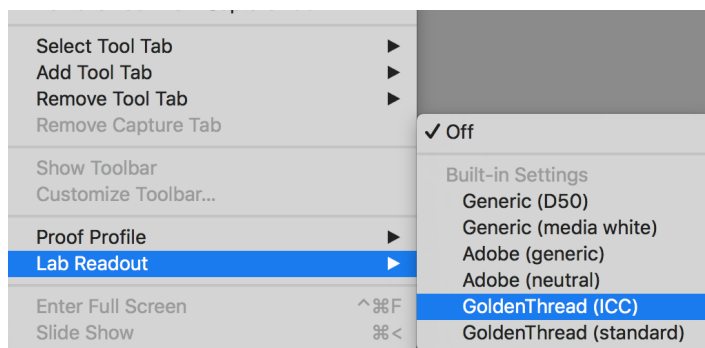 Select Tool Tab
Add Tool Tab
Remove Tool Tab
Remove Capture Tab
Show Toolbar
Customize Toolbar...
Proof Profile
Lab Readout
Enter Full Screen ^⌘F
Slide Show ⌘<
✓ Off
Built-in Settings
Generic (D50)
Generic (media white)
Adobe (generic)
Adobe (neutral)
GoldenThread (ICC)
GoldenThread (standard)